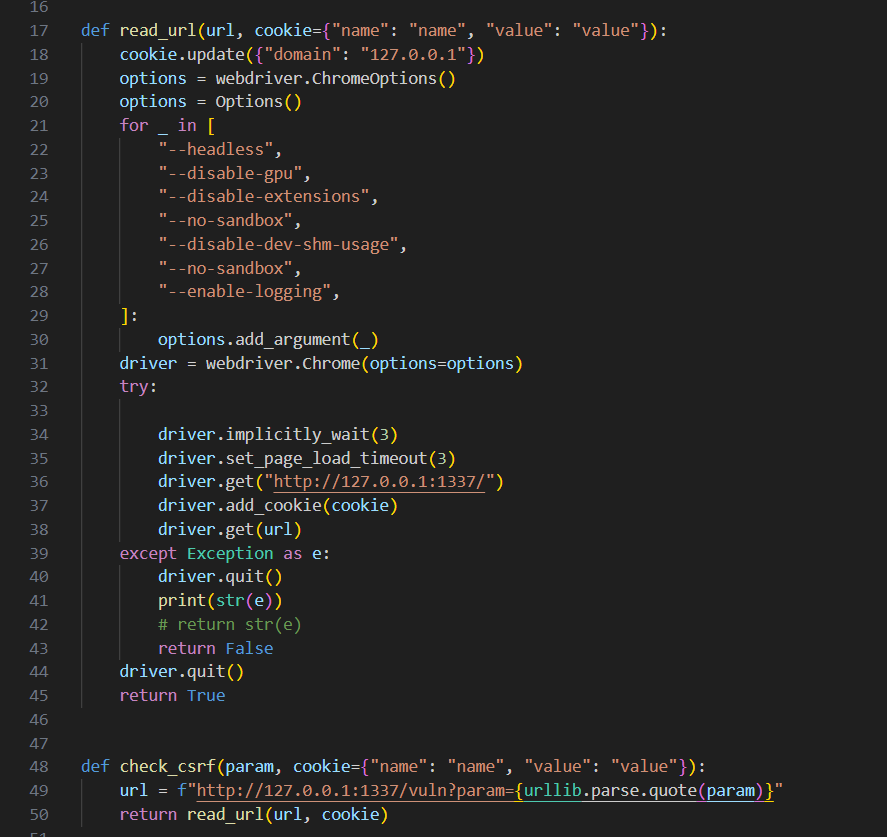 16
17 def read_url(url, cookie={"name": "name", "value": "value"}):
18     cookie.update({"domain": "127.0.0.1"})
19     options = webdriver.ChromeOptions()
20     options = Options()
21     for _ in [
22         "--headless",
23         "--disable-gpu",
24         "--disable-extensions",
25         "--no-sandbox",
26         "--disable-dev-shm-usage",
27         "--no-sandbox",
28         "--enable-logging",
29     ]:
30         options.add_argument(_)
31     driver = webdriver.Chrome(options=options)
32     try:
33
34         driver.implicitly_wait(3)
35         driver.set_page_load_timeout(3)
36         driver.get("http://127.0.0.1:1337/")
37         driver.add_cookie(cookie)
38         driver.get(url)
39     except Exception as e:
40         driver.quit()
41         print(str(e))
42         # return str(e)
43         return False
44     driver.quit()
45     return True
46
47
48 def check_csrf(param, cookie={"name": "name", "value": "value"}):
49     url = f"http://127.0.0.1:1337/vuln?param={urllib.parse.quote(param)}"
50     return read_url(url, cookie)
51